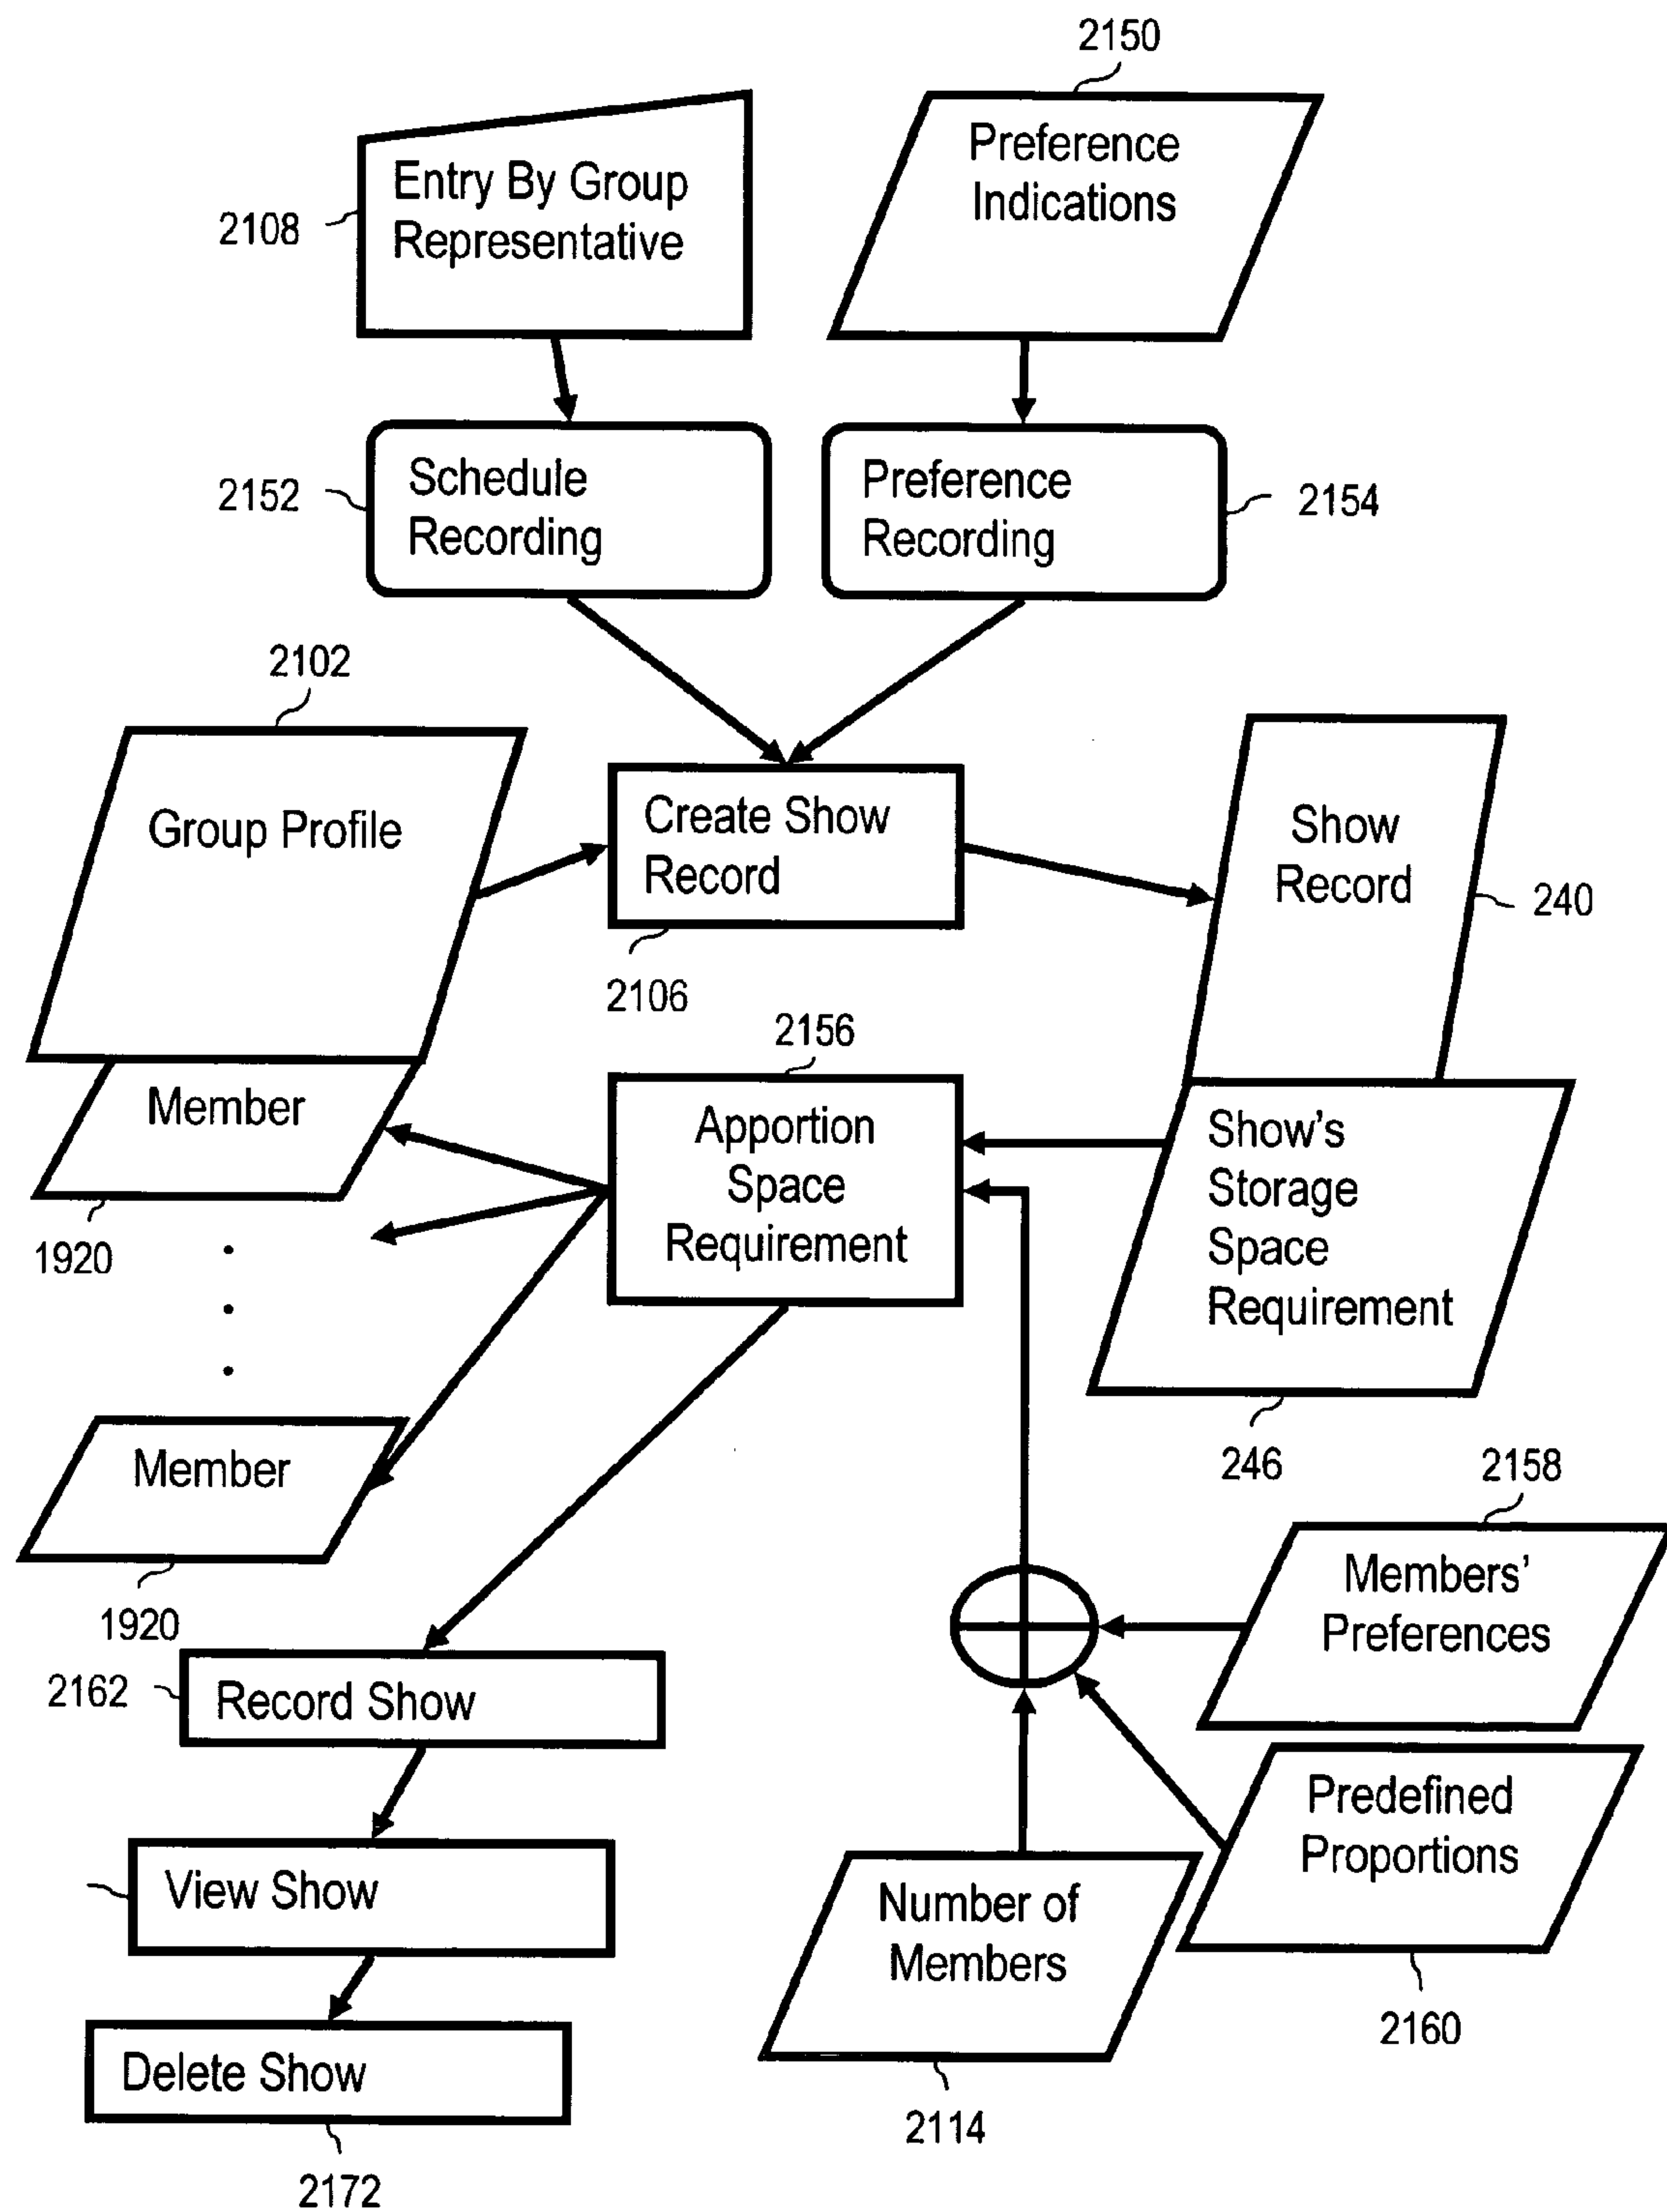 2150
Preference
Indications
Entry By Group
Representative
2108
Schedule
Recording
2152
Preference
Recording
2154
2102
Group Profile
Create Show
Record
2106
Show
Record
240
2156
Member
1920
Apportion
Space
Requirement
Show's
Storage
Space
Requirement
246
Member
1920
2158
Members'
Preferences
2162
Record Show
Predefined
Proportions
2160
View Show
Number of
Members
2114
Delete Show
2172